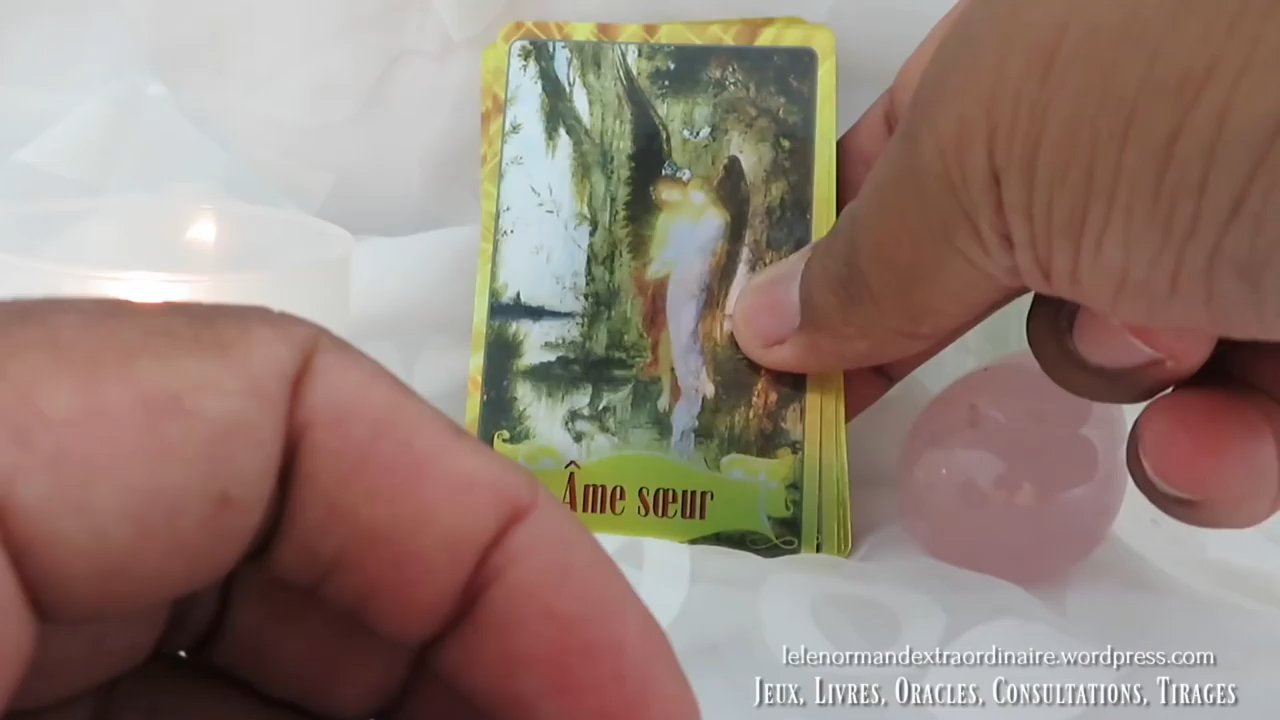 Âme sœur
lelenormandextraordinaire.wordpress.com
Jeux, Livres, Oracles, Consultations, Tirages